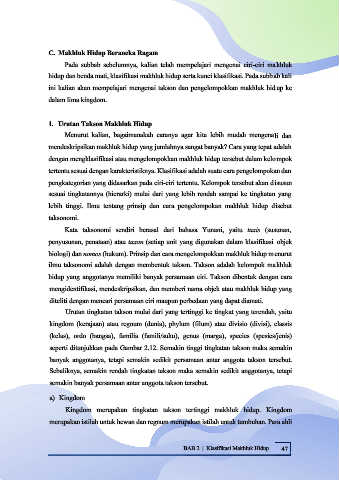 C. Makhluk Hidup Beraneka Ragam
Pada subbab sebelumnya, kalian telah mempelajari mengenai ciri-ciri makhluk
hidup dan benda mati, klasifikasi makhluk hidup serta kunci klasifikasi. Pada subbab kali
ini kalian akan mempelajari mengenai takson dan pengelompokkan makhluk hidup ke
dalam lima kingdom.
1. Urutan Takson Makhluk Hidup
Menurut kalian, bagaimanakah caranya agar kita lebih mudah mengenali dan
mendeskripsikan makhluk hidup yang jumlahnya sangat banyak? Cara yang tepat adalah
dengan mengklasifikasi atau mengelompokkan makhluk hidup tersebut dalam kelompok
tertentu sesuai dengan karakteristiknya. Klasifikasi adalah suatu cara pengelompokan dan
pengkategorian yang didasarkan pada ciri-ciri tertentu. Kelompok tersebut akan disusun
sesuai tingkatannya (hierarki) mulai dari yang lebih rendah sampai ke tingkatan yang
lebih tinggi. Ilmu tentang prinsip dan cara pengelompokan makhluk hidup disebut
taksonomi.
Kata taksonomi sendiri berasal dari bahasa Yunani, yaitu taxis (susunan,
penyusunan, penataan) atau taxon (setiap unit yang digunakan dalam klasifikasi objek
biologi) dan nomos (hukum). Prinsip dan cara mengelompokkan makhluk hidup menurut
ilmu taksonomi adalah dengan membentuk takson. Takson adalah kelompok makhluk
hidup yang anggotanya memiliki banyak persamaan ciri. Takson dibentuk dengan cara
mengidentifikasi, mendeskripsikan, dan memberi nama objek atau makhluk hidup yang
diteliti dengan mencari persamaan ciri maupun perbedaan yang dapat diamati.
Urutan tingkatan takson mulai dari yang tertinggi ke tingkat yang terendah, yaitu
kingdom (kerajaan) atau regnum (dunia), phylum (filum) atau divisio (divisi), classis
(kelas), ordo (bangsa), familia (famili/suku), genus (marga), species (spesies/jenis)
seperti ditunjukkan pada Gambar 2.12. Semakin tinggi tingkatan takson maka semakin
banyak anggotanya, tetapi semakin sedikit persamaan antar anggota takson tersebut.
Sebaliknya, semakin rendah tingkatan takson maka semakin sedikit anggotanya, tetapi
semakin banyak persamaan antar anggota takson tersebut.
a) Kingdom
Kingdom merupakan tingkatan takson tertinggi makhluk hidup. Kingdom
merupakan istilah untuk hewan dan regnum merupakan istilah untuk tumbuhan. Para ahli
BAB 2 | Klasifikasi Makhluk Hidup 47